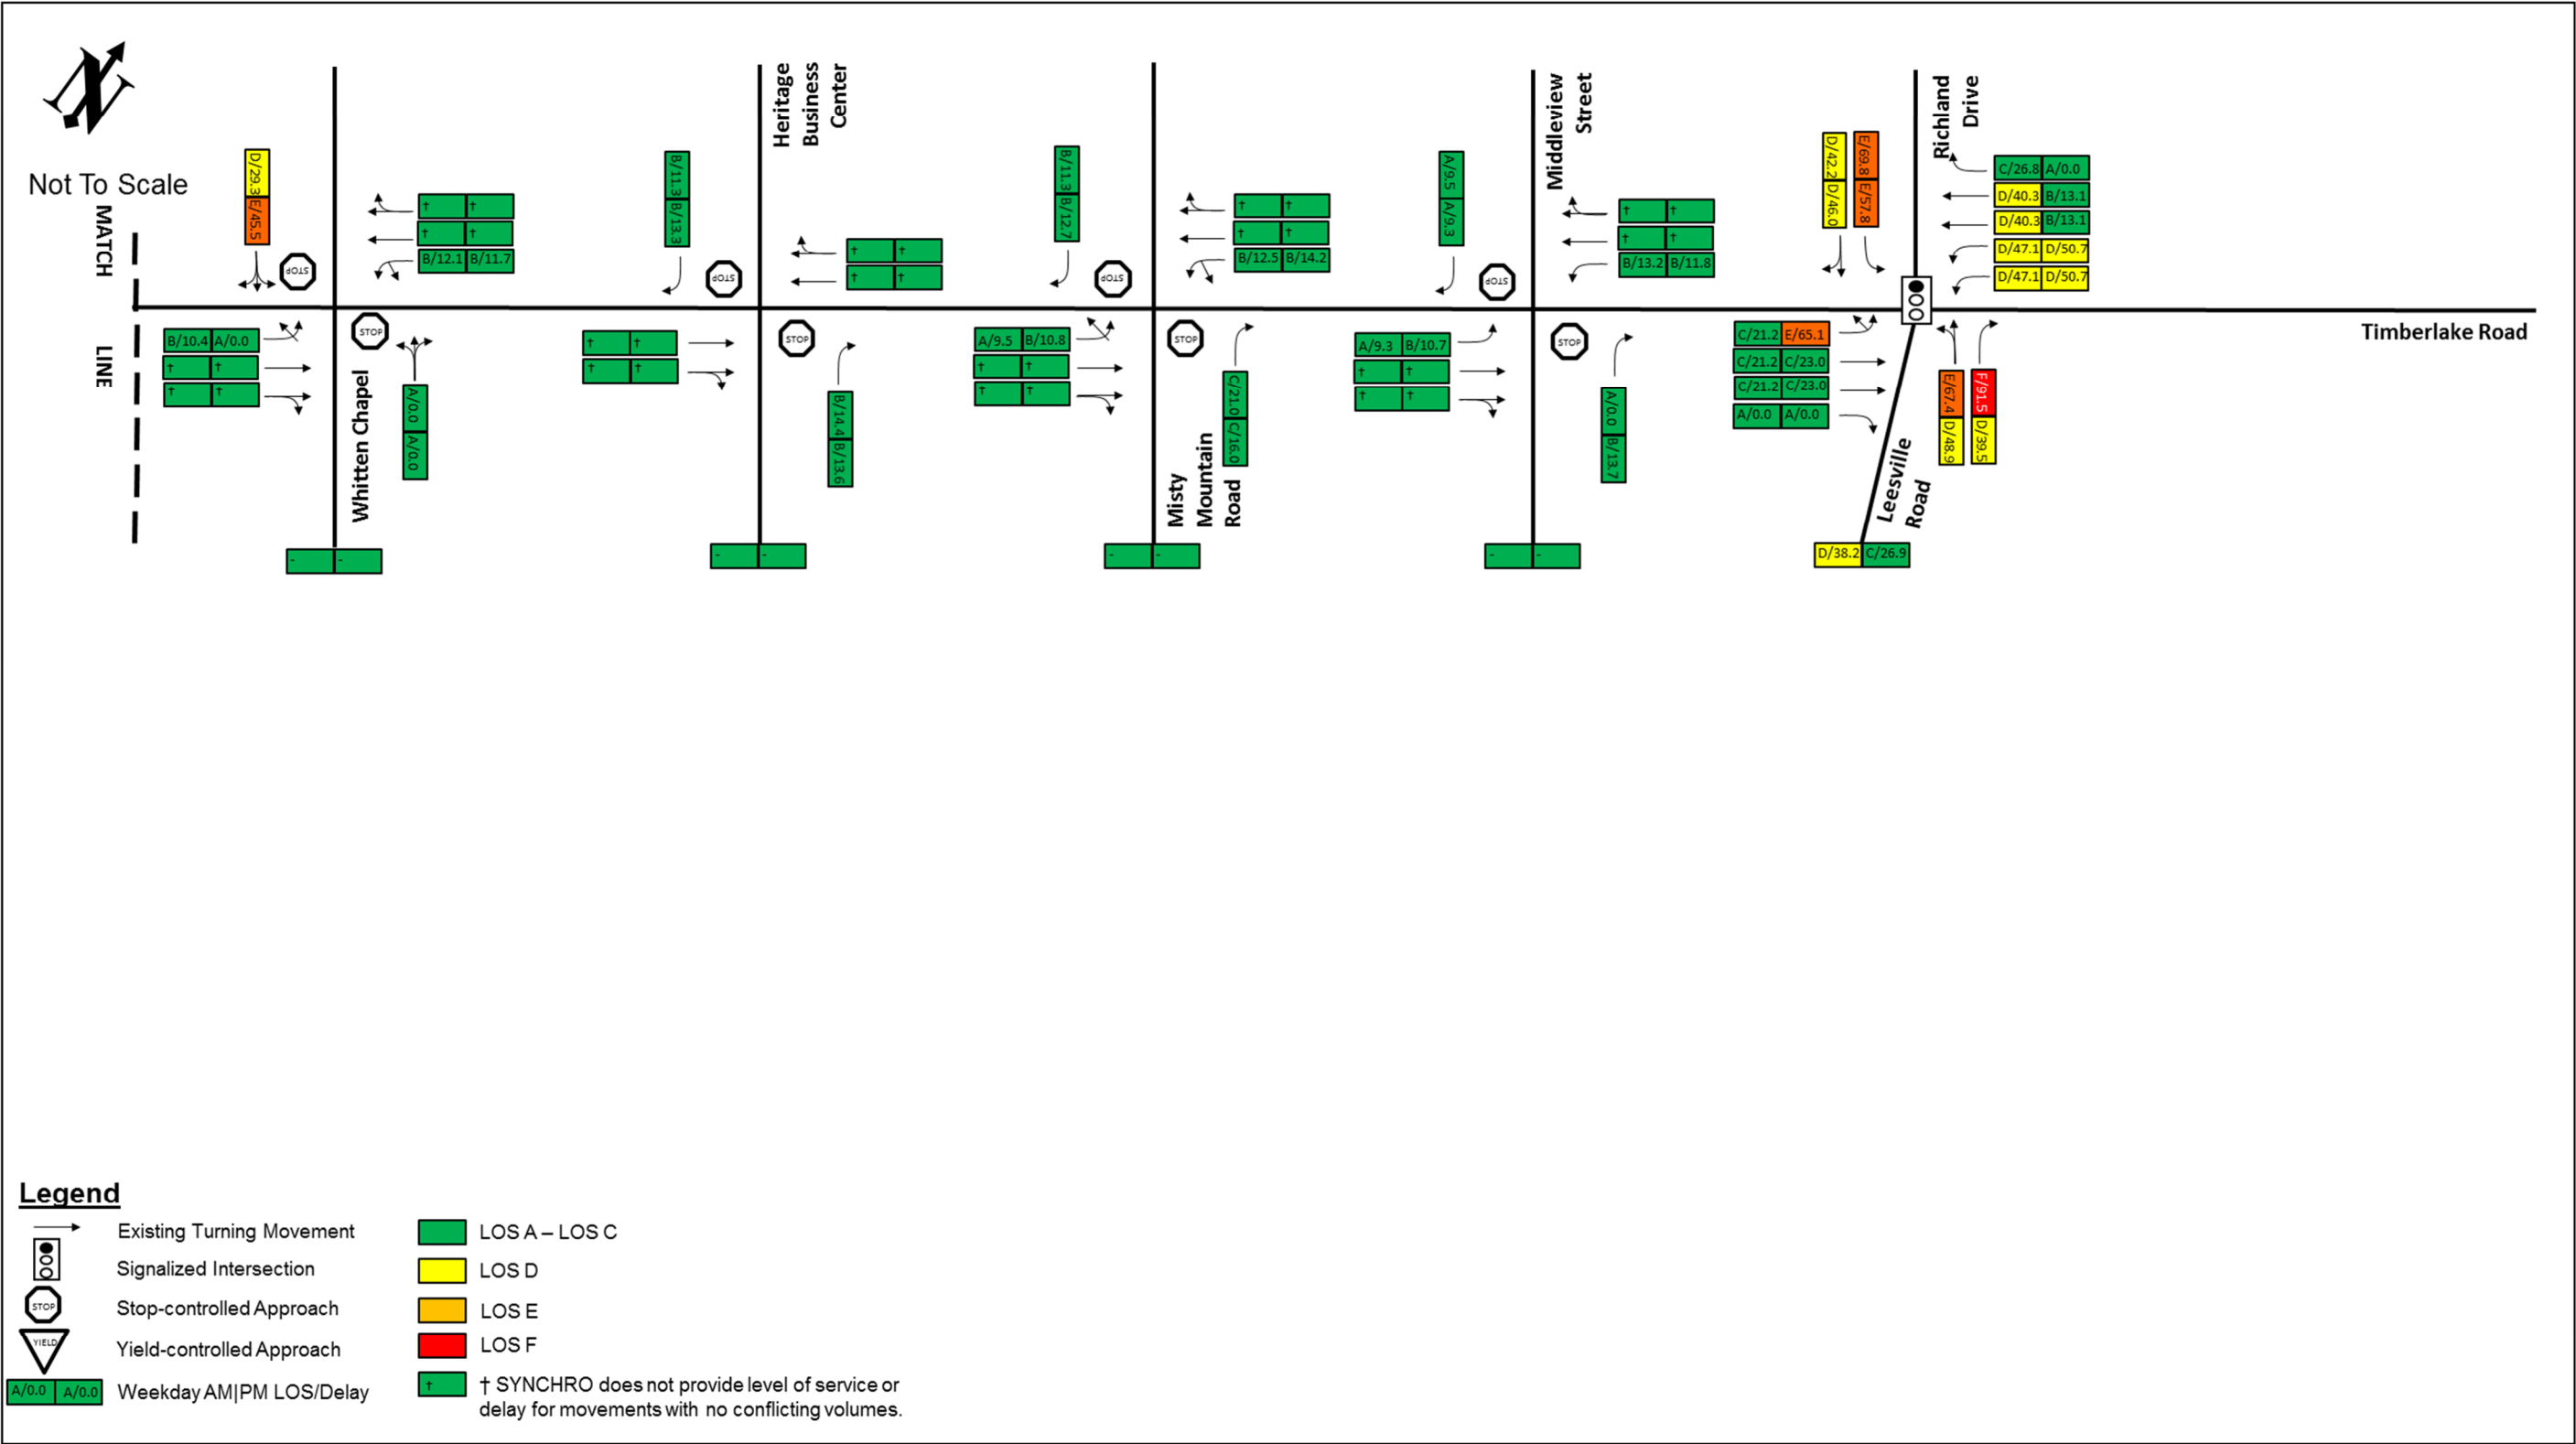 N
Not To Scale
MATCH
LINE
D/29.3 E/45.5
STOP
† †
† †
B/12.1 B/11.7
B/11.3 B/13.3
STOP
Heritage
Business
Center
† †
† †
B/11.3 B/12.7
STOP
† †
† †
B/12.5 B/14.2
A/9.5 A/9.3
STOP
Middleview
Street
† †
† †
B/13.2 B/11.8
D/42.2 D/46.0
E/69.8 E/57.8
Richland
Drive
C/26.8 A/0.0
D/40.3 B/13.1
D/40.3 B/13.1
D/47.1 D/50.7
D/47.1 D/50.7
Timberlake Road
B/10.4 A/0.0
† †
† †
STOP
Whitten Chapel
A/0.0 A/0.0
† †
† †
STOP
B/14.4 B/13.6
A/9.5 B/10.8
† †
† †
STOP
Misty
Mountain
Road
C/21.0 C/16.0
A/9.3 B/10.7
† †
† †
STOP
A/0.0 B/13.7
C/21.2 E/65.1
C/21.2 C/23.0
C/21.2 C/23.0
A/0.0 A/0.0
Leesville
Road
E/67.4 D/48.9
F/91.5 D/39.5
- -
- -
- -
- -
D/38.2 C/26.9
Legend
Existing Turning Movement
Signalized Intersection
STOP Stop-controlled Approach
YIELD Yield-controlled Approach
A/0.0 A/0.0 Weekday AM|PM LOS/Delay
LOS A – LOS C
LOS D
LOS E
LOS F
† † SYNCHRO does not provide level of service or
delay for movements with no conflicting volumes.